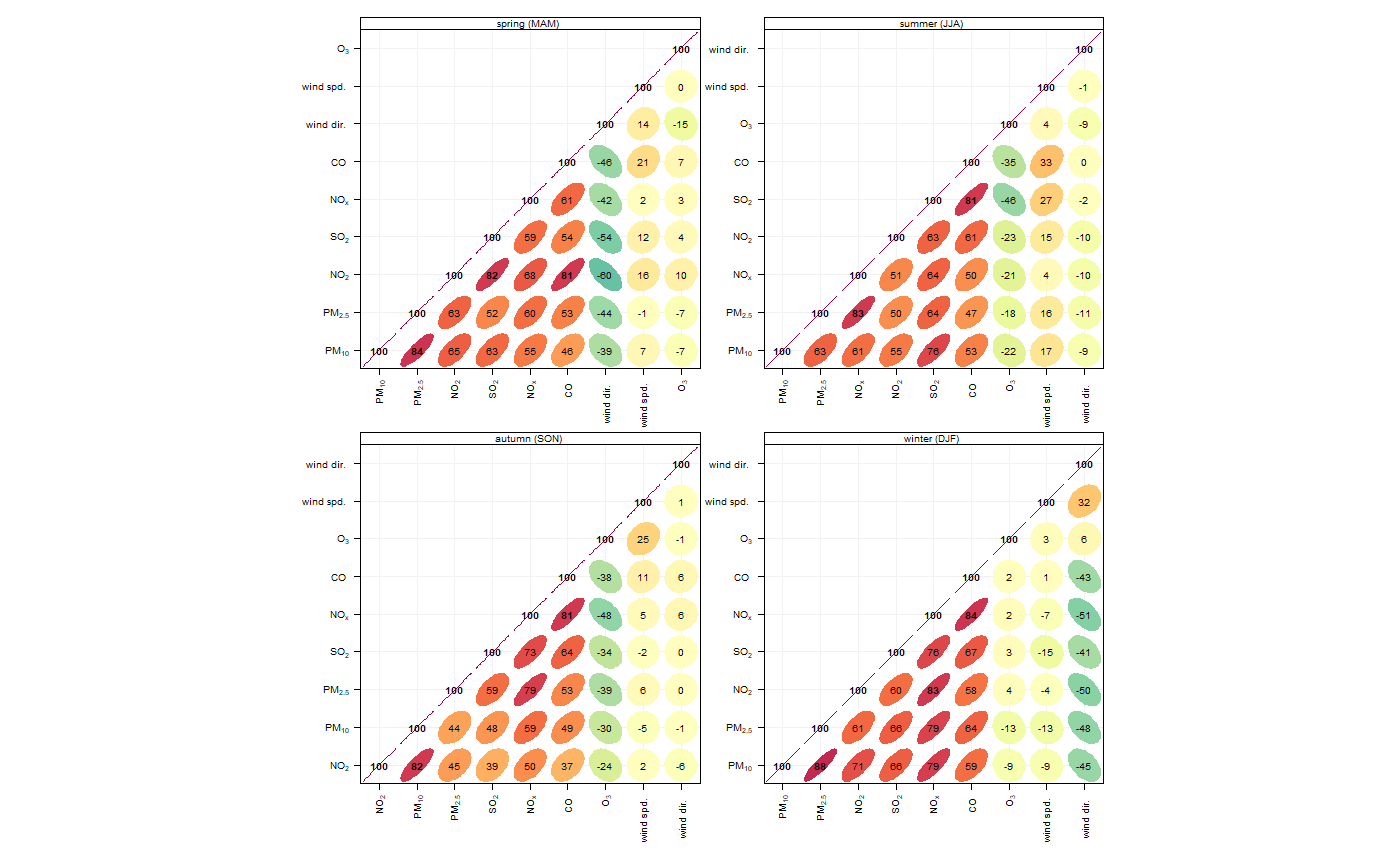 spring (MAM)
O₃ 100
wind spd. 100 0
wind dir. 100 14 -15
CO 100 -46 21 7
NOₓ 100 61 -42 2 3
SO₂ 100 59 54 -54 12 4
NO₂ 100 82 68 81 -60 16 10
PM₂.₅ 100 63 52 60 53 -44 -1 -7
PM₁₀ 100 84 65 63 55 46 -39 7 -7
PM₁₀ PM₂.₅ NO₂ SO₂ NOₓ CO wind dir. wind spd. O₃
summer (JJA)
wind dir. 100
wind spd. 100 -1
O₃ 100 4 -9
CO 100 -35 33 0
SO₂ 100 81 -46 27 -2
NO₂ 100 63 61 -23 15 -10
NOₓ 100 51 64 50 -21 4 -10
PM₂.₅ 100 83 50 64 47 -18 16 -11
PM₁₀ 100 63 61 55 76 53 -22 17 -9
PM₁₀ PM₂.₅ NOₓ NO₂ SO₂ CO O₃ wind spd. wind dir.
autumn (SON)
wind dir. 100
wind spd. 100 1
O₃ 100 25 -1
CO 100 -38 11 6
NOₓ 100 81 -48 5 6
SO₂ 100 73 64 -34 -2 0
PM₂.₅ 100 59 79 53 -39 6 0
PM₁₀ 100 44 48 59 49 -30 -5 -1
NO₂ 100 82 45 39 50 37 -24 2 -6
NO₂ PM₁₀ PM₂.₅ SO₂ NOₓ CO O₃ wind spd. wind dir.
winter (DJF)
wind dir. 100
wind spd. 100 32
O₃ 100 3 6
CO 100 2 1 -43
NOₓ 100 84 2 -7 -51
SO₂ 100 76 67 3 -15 -41
NO₂ 100 60 83 58 4 -4 -50
PM₂.₅ 100 61 66 79 64 -13 -13 -48
PM₁₀ 100 88 71 66 79 59 -9 -9 -45
PM₁₀ PM₂.₅ NO₂ SO₂ NOₓ CO O₃ wind spd. wind dir.